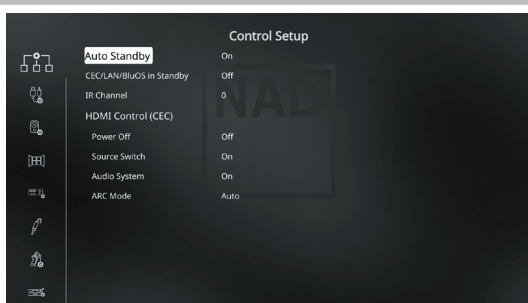 Control Setup
Auto Standby On
CEC/LAN/BluOS in Standby Off
IR Channel 0
HDMI Control (CEC)
Power Off Off
Source Switch On
Audio System On
ARC Mode Auto
NAD